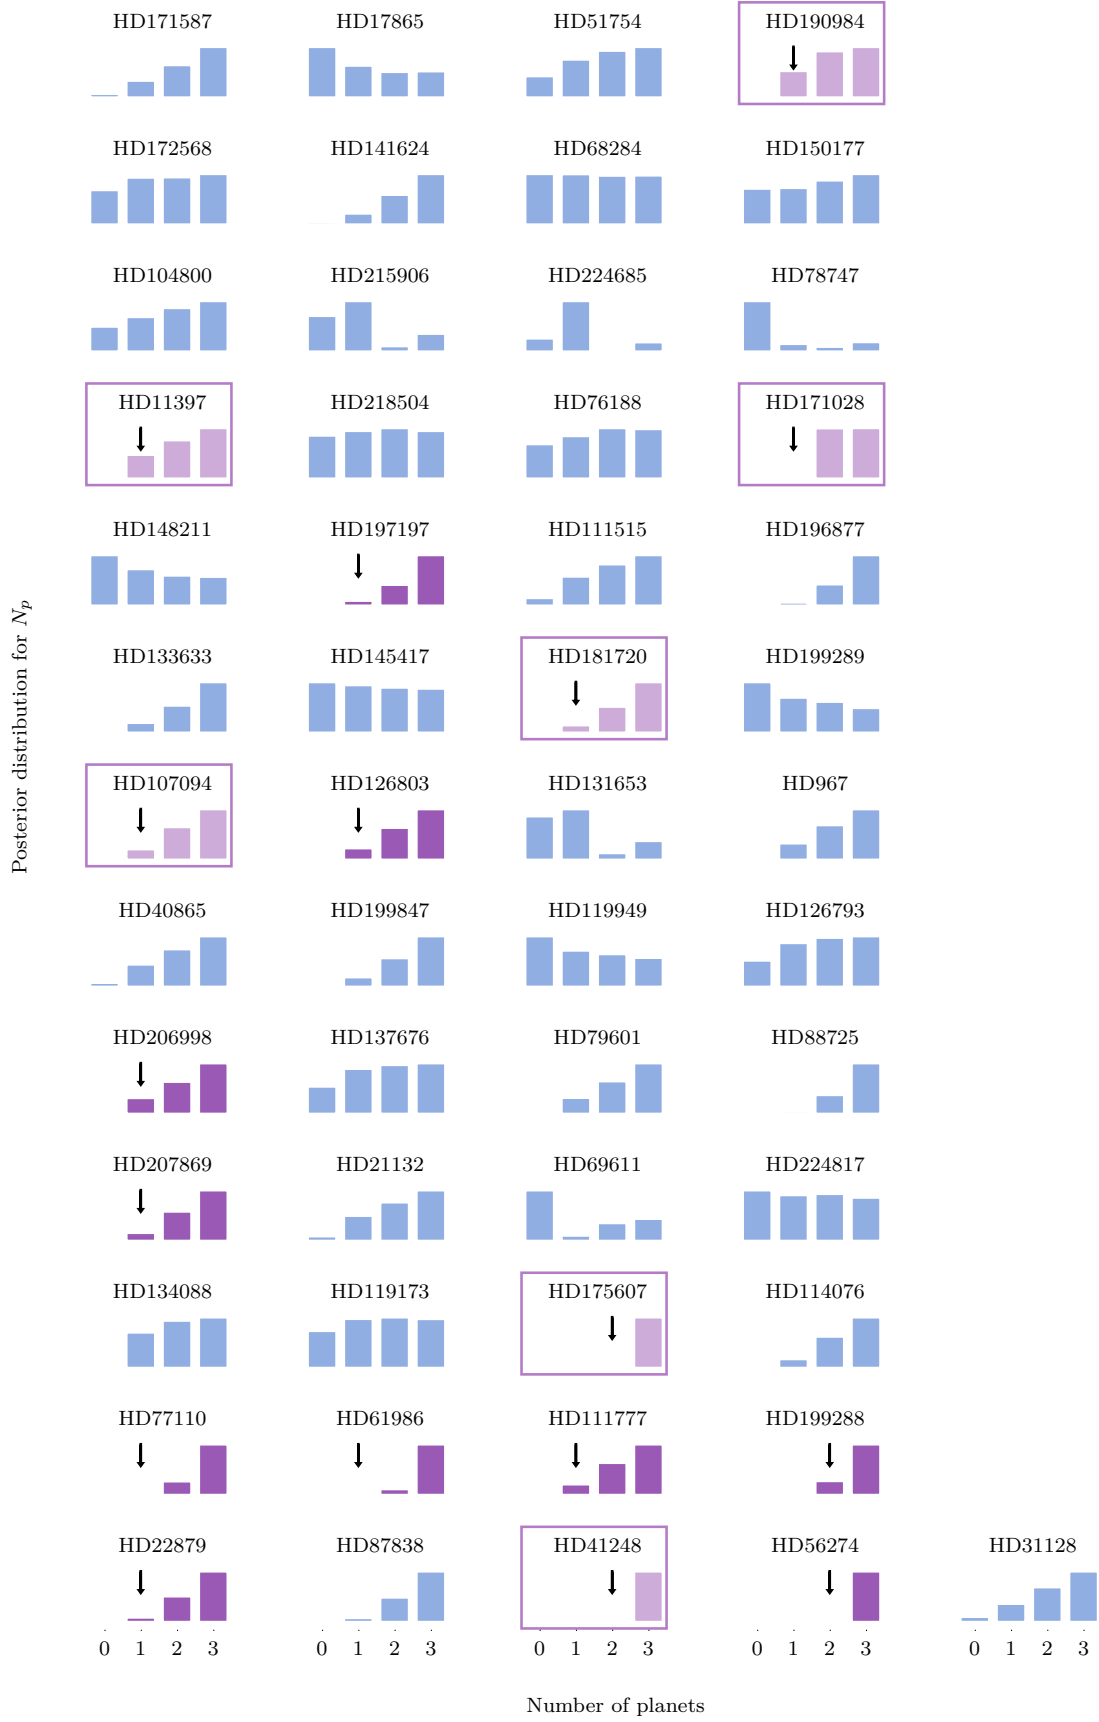 HD171587 HD17865 HD51754 HD190984
HD172568 HD141624 HD68284 HD150177
HD104800 HD215906 HD224685 HD78747
HD11397 HD218504 HD76188 HD171028
HD148211 HD197197 HD111515 HD196877
HD133633 HD145417 HD181720 HD199289
HD107094 HD126803 HD131653 HD967
HD40865 HD199847 HD119949 HD126793
HD206998 HD137676 HD79601 HD88725
HD207869 HD21132 HD69611 HD224817
HD134088 HD119173 HD175607 HD114076
HD77110 HD61986 HD111777 HD199288
HD22879 HD87838 HD41248 HD56274 HD31128
0 1 2 3 0 1 2 3 0 1 2 3 0 1 2 3 0 1 2 3
Number of planets
Posterior distribution for N_p